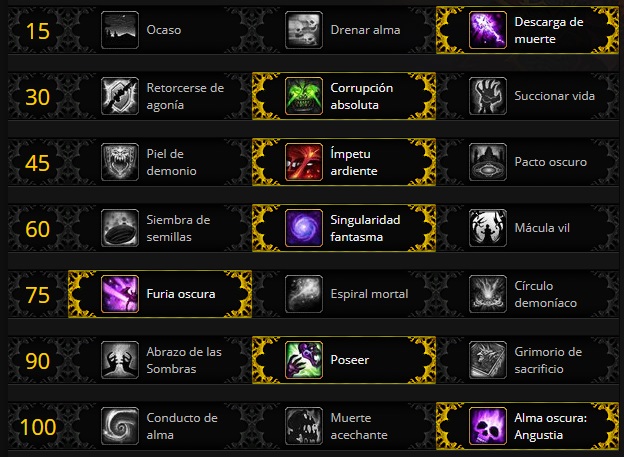 15 Ocaso Drenar alma Descarga de
muerte
30 Retorcerse de
agonía Corrupción
absoluta Succionar vida
45 Piel de
demonio Ímpetu
ardiente Pacto oscuro
60 Siembra de
semillas Singularidad
fantasma Mácula vil
75 Furia oscura Espiral mortal Círculo
demoníaco
90 Abrazo de las
Sombras Poseer Grimorio de
sacrificio
100 Conducto de
alma Muerte
acechante Alma oscura:
Angustia